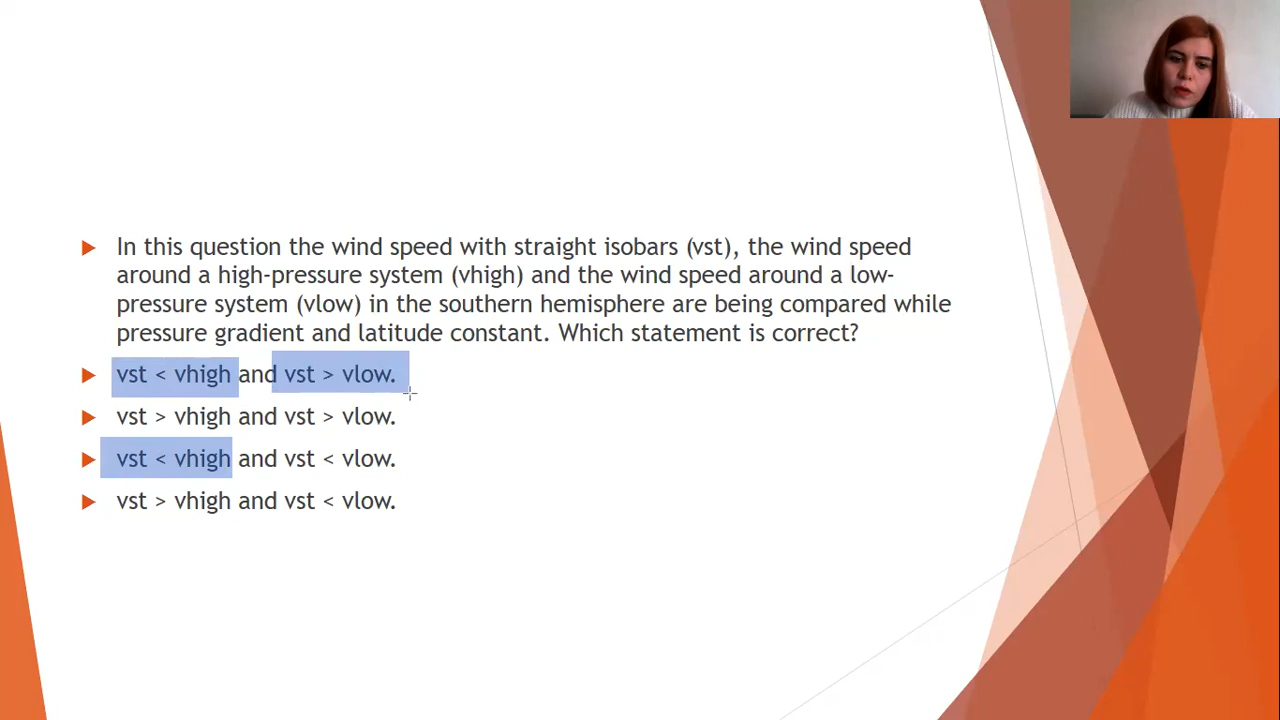 In this question the wind speed with straight isobars (vst), the wind speed
around a high-pressure system (vhigh) and the wind speed around a low-
pressure system (vlow) in the southern hemisphere are being compared while
pressure gradient and latitude constant. Which statement is correct?
vst < vhigh and vst > vlow.
vst > vhigh and vst > vlow.
vst < vhigh and vst < vlow.
vst > vhigh and vst < vlow.